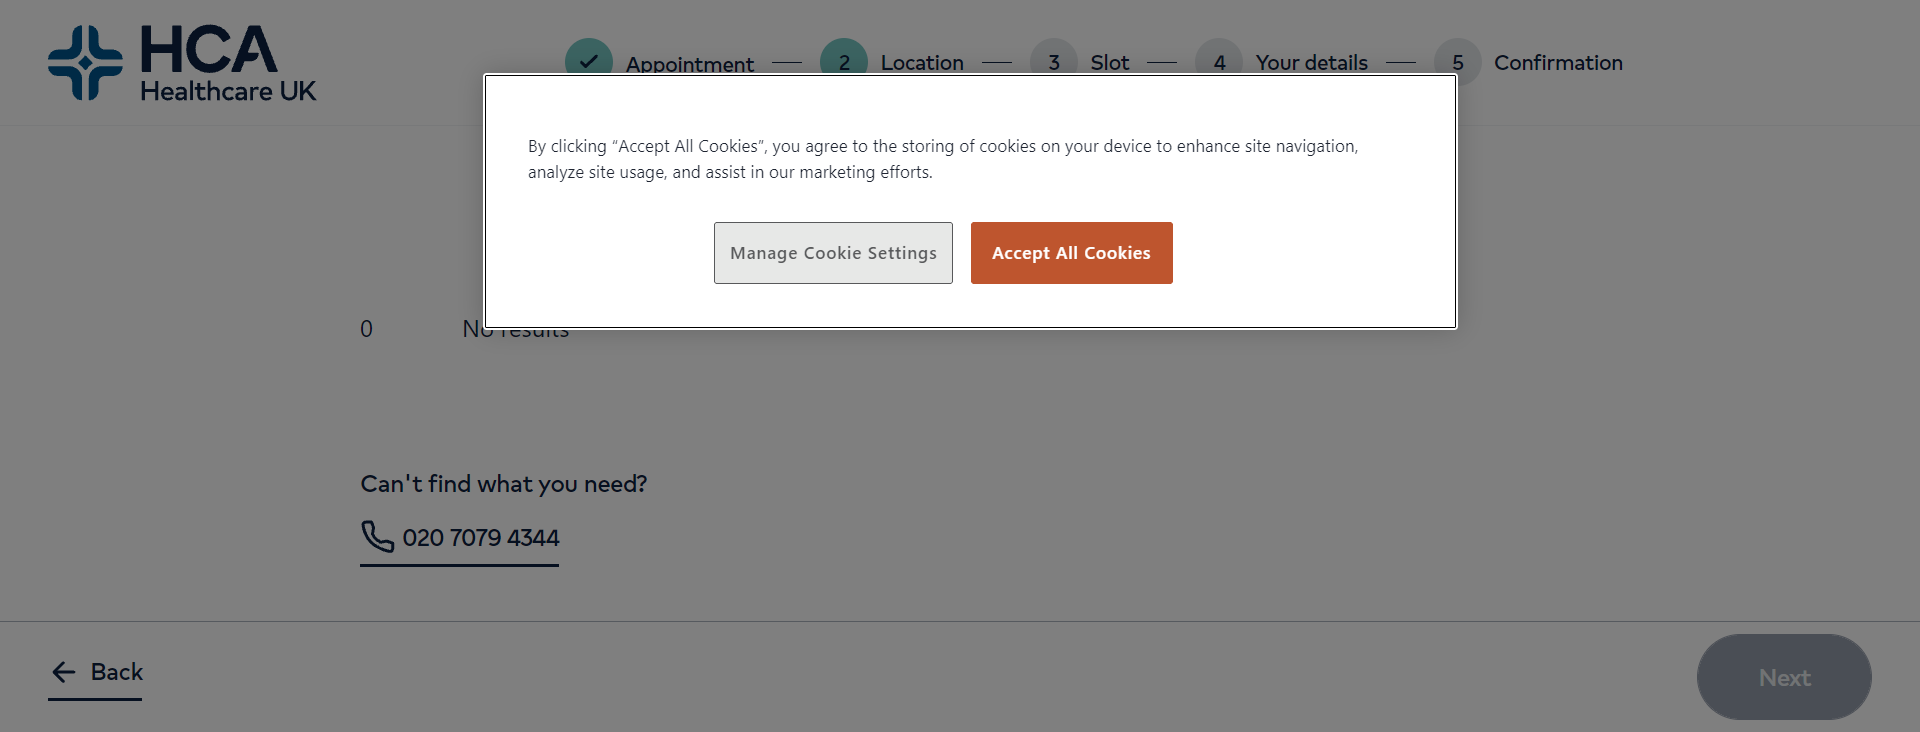 HCA
Healthcare UK
Appointment
2 Location
3 Slot
4 Your details
5 Confirmation
By clicking “Accept All Cookies”, you agree to the storing of cookies on your device to enhance site navigation,
analyze site usage, and assist in our marketing efforts.
Manage Cookie Settings
Accept All Cookies
0 No results
Can't find what you need?
020 7079 4344
Back
Next